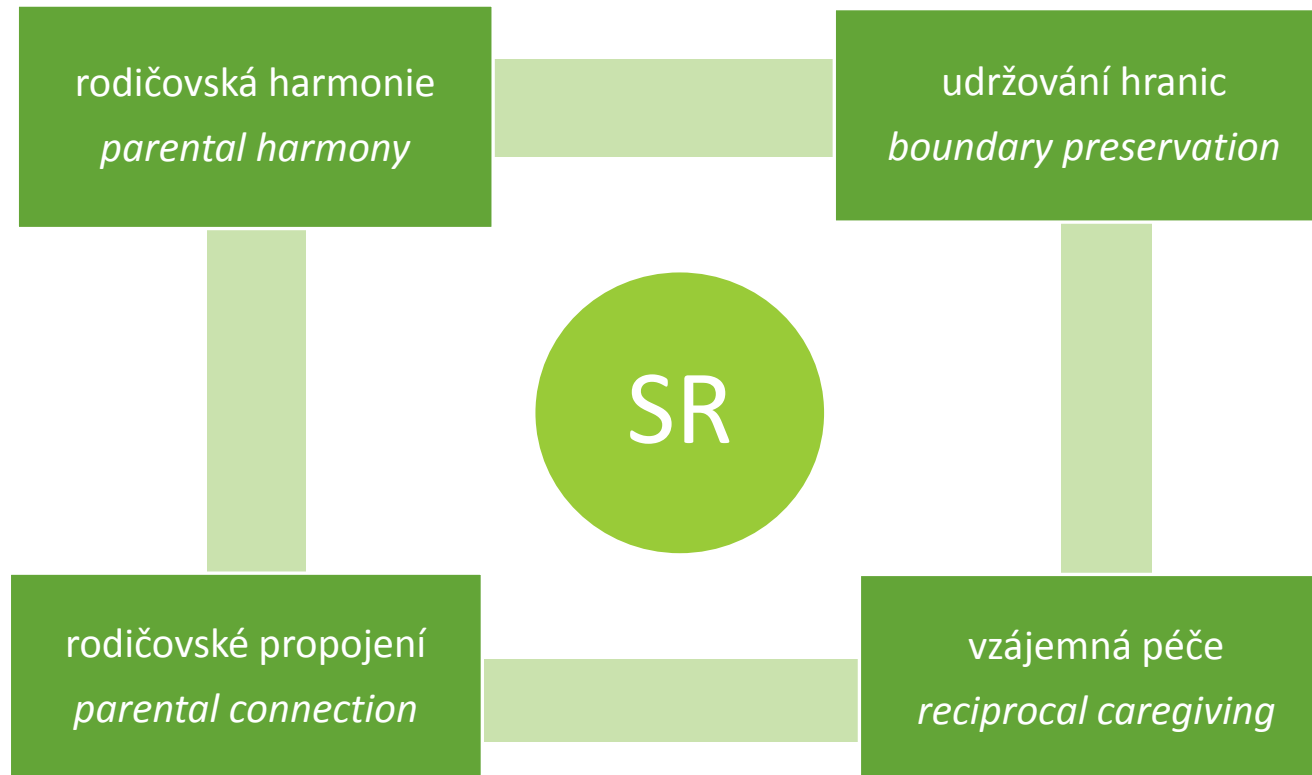 rodičovská harmonie
parental harmony
udržování hranic
boundary preservation
SR
rodičovské propojení
parental connection
vzájemná péče
reciprocal caregiving